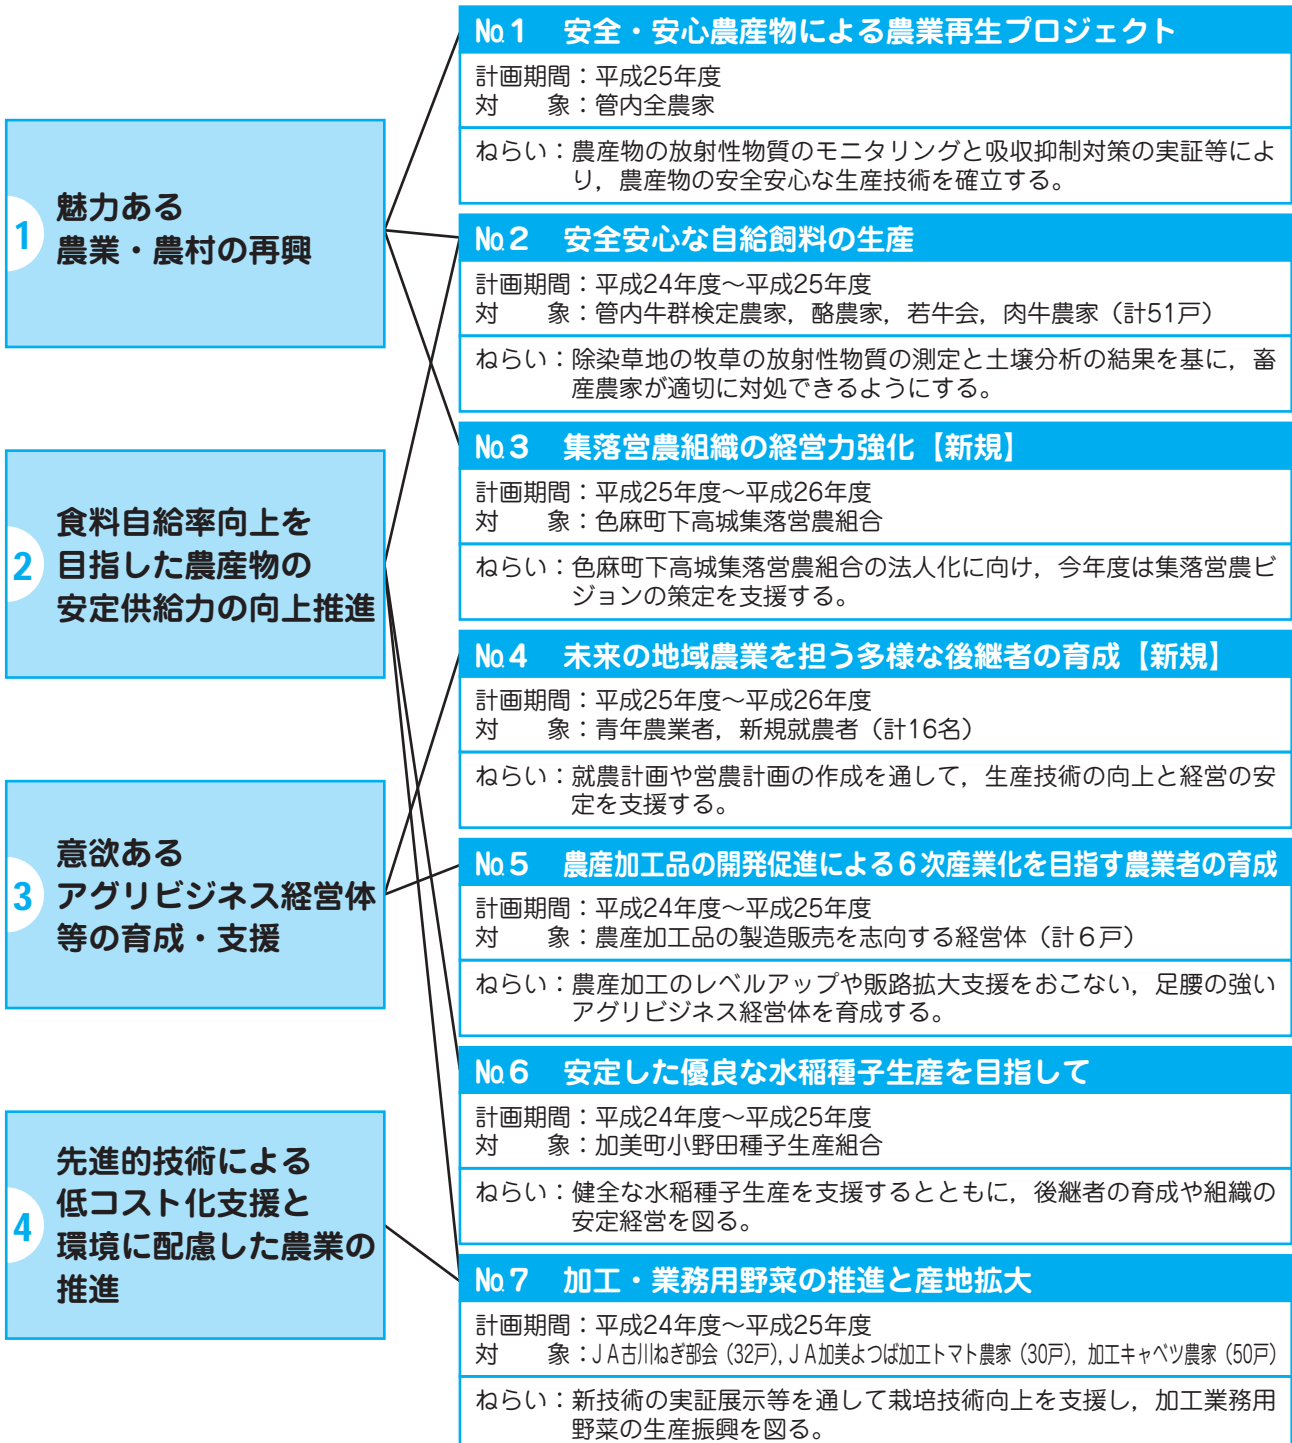 1
魅力ある
農業・農村の再興
2
食料自給率向上を
目指した農産物の
安定供給力の向上推進
3
意欲ある
アグリビジネス経営体
等の育成・支援
4
先進的技術による
低コスト化支援と
環境に配慮した農業の
推進
№1 安全・安心農産物による農業再生プロジェクト
計画期間：平成25年度
対　　象：管内全農家
ねらい：農産物の放射性物質のモニタリングと吸収抑制対策の実証等によ
り，農産物の安全安心な生産技術を確立する。
№2 安全安心な自給飼料の生産
計画期間：平成24年度～平成25年度
対　　象：管内牛群検定農家，酪農家，若牛会，肉牛農家（計51戸）
ねらい：除染草地の牧草の放射性物質の測定と土壌分析の結果を基に，畜
産農家が適切に対処できるようにする。
№3 集落営農組織の経営力強化【新規】
計画期間：平成25年度～平成26年度
対　　象：色麻町下高城集落営農組合
ねらい：色麻町下高城集落営農組合の法人化に向け，今年度は集落営農ビ
ジョンの策定を支援する。
№4 未来の地域農業を担う多様な後継者の育成【新規】
計画期間：平成25年度～平成26年度
対　　象：青年農業者，新規就農者（計16名）
ねらい：就農計画や営農計画の作成を通して，生産技術の向上と経営の安
定を支援する。
№5 農産加工品の開発促進による６次産業化を目指す農業者の育成
計画期間：平成24年度～平成25年度
対　　象：農産加工品の製造販売を志向する経営体（計６戸）
ねらい：農産加工のレベルアップや販路拡大支援をおこない，足腰の強い
アグリビジネス経営体を育成する。
№6 安定した優良な水稲種子生産を目指して
計画期間：平成24年度～平成25年度
対　　象：加美町小野田種子生産組合
ねらい：健全な水稲種子生産を支援するとともに，後継者の育成や組織の
安定経営を図る。
№7 加工・業務用野菜の推進と産地拡大
計画期間：平成24年度～平成25年度
対　　象：ＪＡ古川ねぎ部会（32戸），ＪＡ加美よつば加工トマト農家（30戸），加工キャベツ農家（50戸）
ねらい：新技術の実証展示等を通して栽培技術向上を支援し，加工業務用
野菜の生産振興を図る。